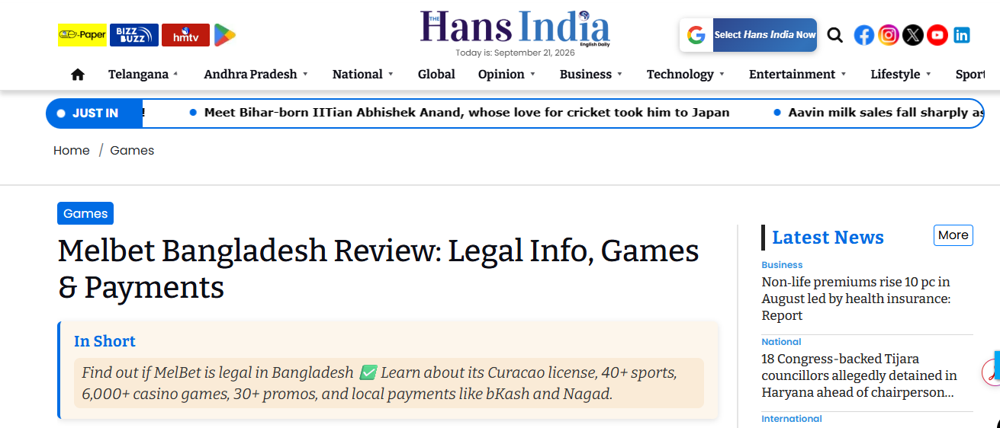 e-Paper
BIZZ
BUZZ
hmtv
THE
Hans India
English Daily
Today is: September 21, 2026
Select Hans India Now
Telangana
Andhra Pradesh
National
Global
Opinion
Business
Technology
Entertainment
Lifestyle
JUST IN
!
Meet Bihar-born IITian Abhishek Anand, whose love for cricket took him to Japan
Aavin milk sales fall sharply as
Home / Games
Games
Melbet Bangladesh Review: Legal Info, Games
& Payments
In Short
Find out if MelBet is legal in Bangladesh ✅ Learn about its Curacao license, 40+ sports,
6,000+ casino games, 30+ promos, and local payments like bKash and Nagad.
Latest News
More
Business
Non-life premiums rise 10 pc in
August led by health insurance:
Report
National
18 Congress-backed Tijara
councillors allegedly detained in
Haryana ahead of chairperson...
International